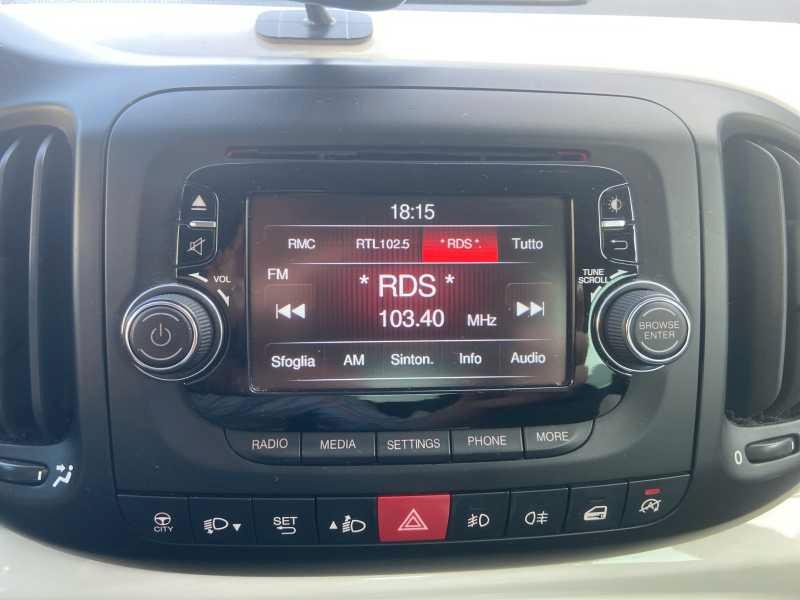 18:15
RMC RTL102.5 *RDS*. Tutto
VOL FM * RDS * TUNE
SCROLL
103.40 MHz
BROWSE
ENTER
Sfoglia AM Sinton. Info Audio
RADIO MEDIA SETTINGS PHONE MORE
0
CITY SET